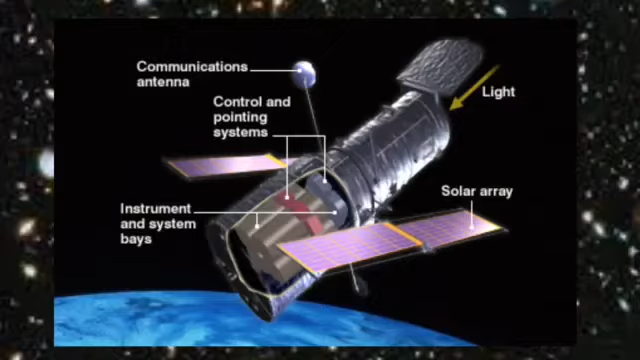 Communications
antenna
Control and
pointing
systems
Light
Solar array
Instrument
and system
bays